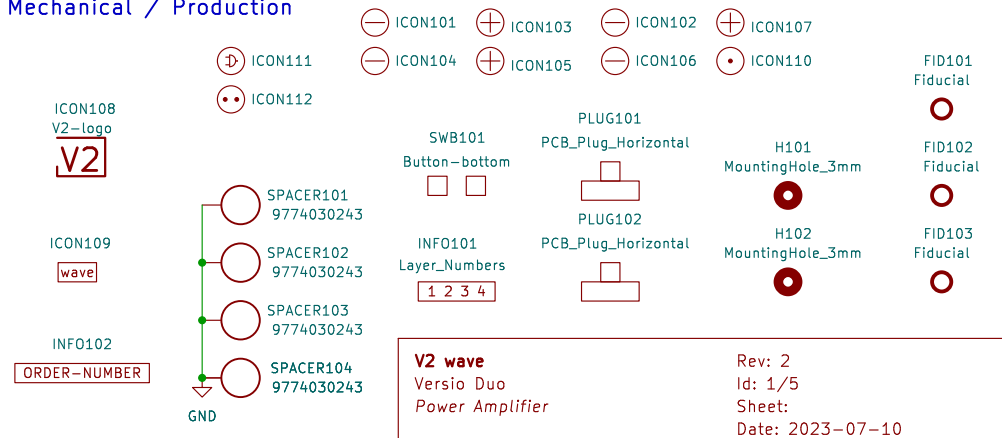 Mechanical / Production
ICON101
ICON103
ICON102
ICON107
ICON111
ICON104
ICON105
ICON106
ICON110
ICON112
FID101
Fiducial
ICON108
V2-logo
V2
SWB101
Button-bottom
PLUG101
PCB_Plug_Horizontal
H101
MountingHole_3mm
FID102
Fiducial
SPACER101
9774030243
ICON109
wave
SPACER102
9774030243
INFO101
Layer_Numbers
1 2 3 4
PLUG102
PCB_Plug_Horizontal
H102
MountingHole_3mm
FID103
Fiducial
SPACER103
9774030243
INFO102
ORDER-NUMBER
SPACER104
9774030243
GND
V2 wave
Versio Duo
Power Amplifier
Rev: 2
Id: 1/5
Sheet:
Date: 2023-07-10